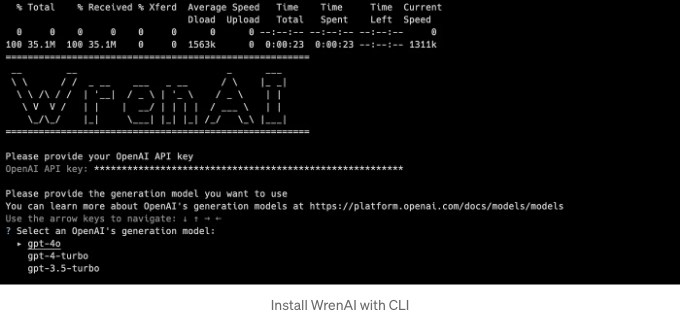 % Total % Received % Xferd Average Speed Time Time Time Current
Dload Upload Total Spent Left Speed
0 0 0 0 0 0 0 0 --:--:-- --:--:-- --:--:-- 0
100 35.1M 100 35.1M 0 0 1563k 0 0:00:23 0:00:23 --:--:-- 1311k
WrenAI
Please provide your OpenAI API key
OpenAI API key: ********************************************************
Please provide the generation model you want to use
You can learn more about OpenAI's generation models at https://platform.openai.com/docs/models/models
Use the arrow keys to navigate: ↓ ↑ → ←
? Select an OpenAI's generation model:
▸ gpt-4o
gpt-4-turbo
gpt-3.5-turbo
Install WrenAI with CLI